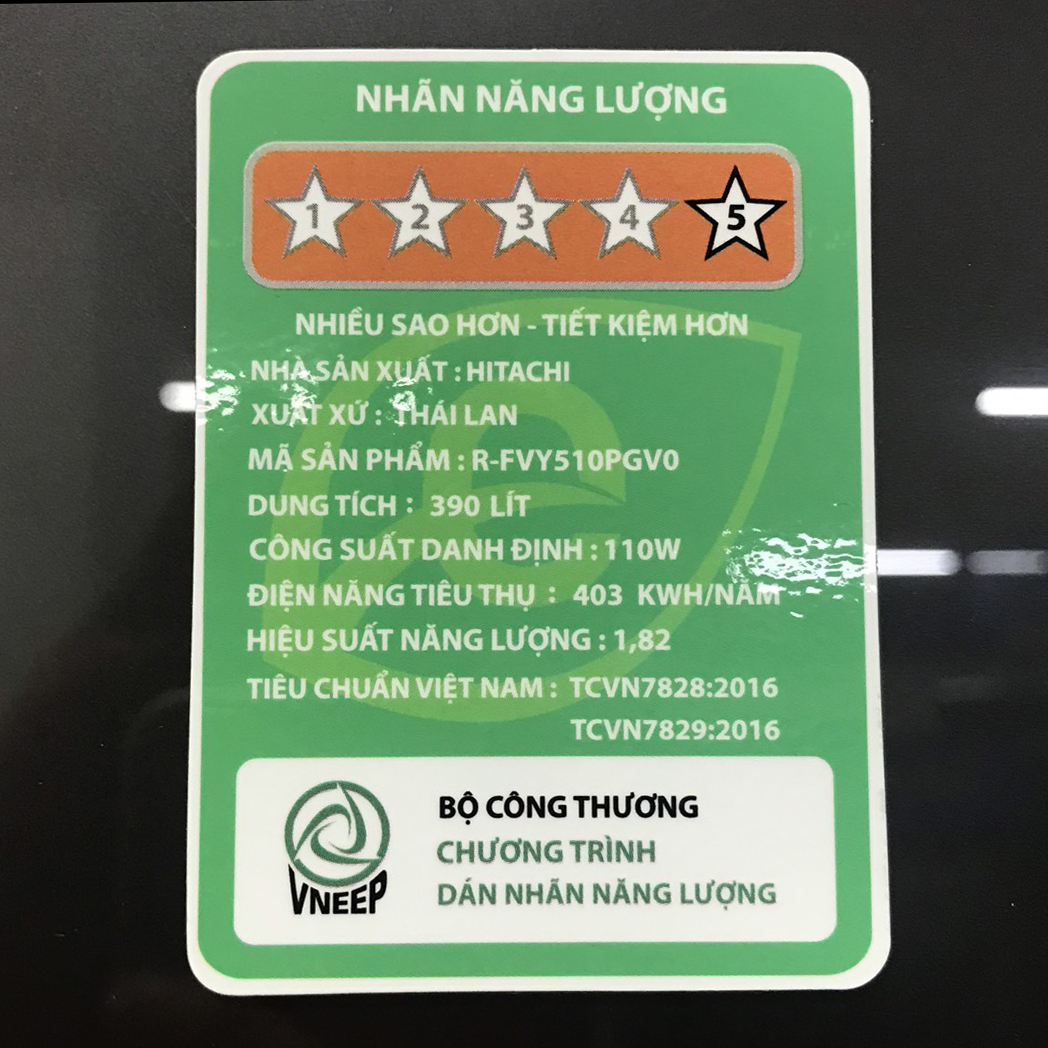 NHÃN NĂNG LƯỢNG
1 2 3 4 5
NHIỀU SAO HƠN - TIẾT KIỆM HƠN
NHÀ SẢN XUẤT : HITACHI
XUẤT XỨ : THÁI LAN
MÃ SẢN PHẨM : R-FVY510PGV0
DUNG TÍCH : 390 LÍT
CÔNG SUẤT DANH ĐỊNH : 110W
ĐIỆN NĂNG TIÊU THỤ : 403 KWH/NĂM
HIỆU SUẤT NĂNG LƯỢNG : 1,82
TIÊU CHUẨN VIỆT NAM : TCVN7828:2016
TCVN7829:2016
BỘ CÔNG THƯƠNG
CHƯƠNG TRÌNH
DÁN NHÃN NĂNG LƯỢNG
VNEEP